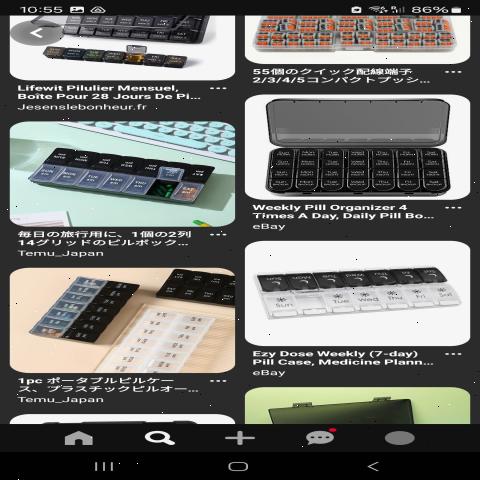 10:55
86%
Lifewit Pilulier Mensuel,
Boîte Pour 28 Jours De Pi...
Jesenslebonheur.fr
55個のクイック配線端子
2/3/4/5コンパクトプッシ...
毎日の旅行用に、1個の2列
14グリッドのピルボック...
Temu_Japan
Weekly Pill Organizer 4
Times A Day, Daily Pill Bo...
eBay
1pc ポータブルピルケー
ス、プラスチックピルオー...
Temu_Japan
Ezy Dose Weekly (7-day)
Pill Case, Medicine Plann...
eBay
Sun Tue Wed Thu Fri Sat